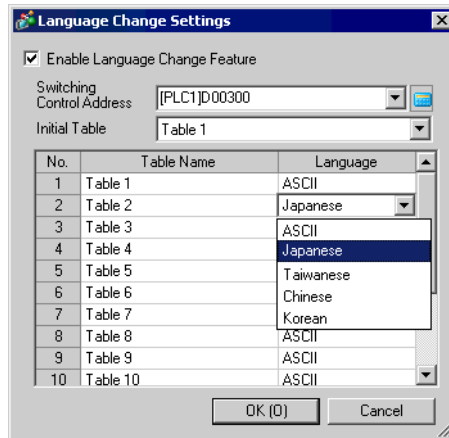 Language Change Settings
Enable Language Change Feature
Switching
Control Address
[PLC1]D00300
Initial Table
Table 1
No. Table Name Language
1 Table 1 ASCII
2 Table 2 Japanese
3 Table 3 ASCII
4 Table 4 Japanese
5 Table 5 Taiwanese
6 Table 6 Chinese
7 Table 7 Korean
8 Table 8 ASCII
9 Table 9 ASCII
10 Table 10 ASCII
OK (O) Cancel